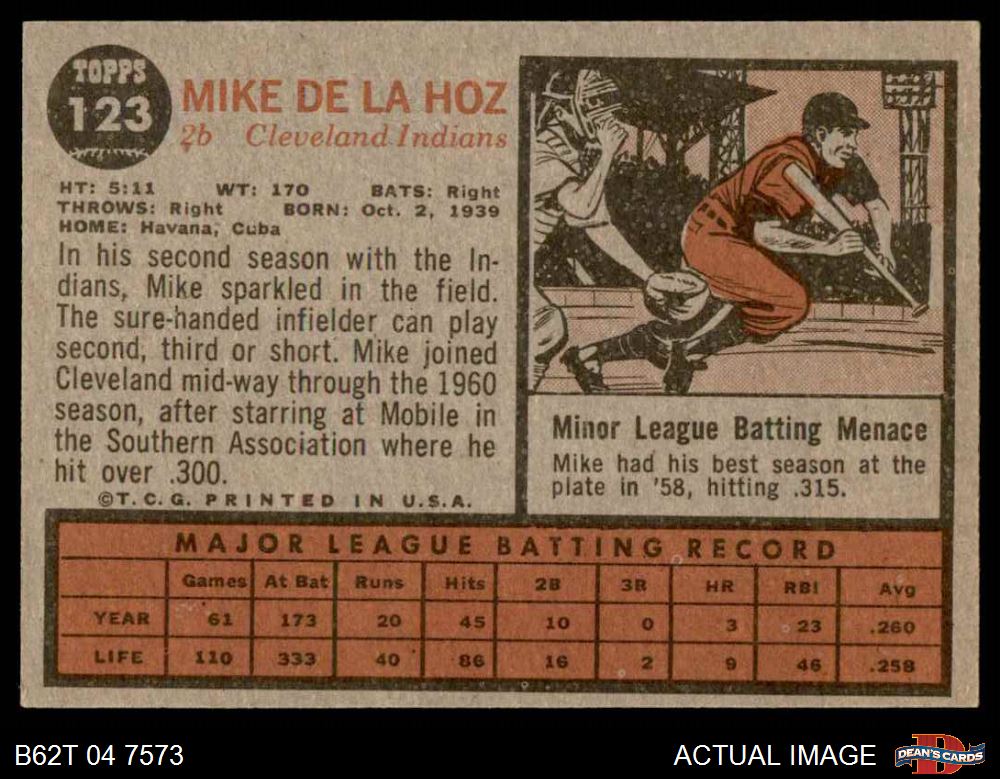 TOPPS
123
MIKE DE LA HOZ
2b Cleveland Indians
HT: 5:11 WT: 170 BATS: Right
THROWS: Right BORN: Oct. 2, 1939
HOME: Havana, Cuba
In his second season with the In-
dians, Mike sparkled in the field.
The sure-handed infielder can play
second, third or short. Mike joined
Cleveland mid-way through the 1960
season, after starring at Mobile in
the Southern Association where he
hit over .300.
©T.C.G. PRINTED IN U.S.A.
Minor League Batting Menace
Mike had his best season at the
plate in '58, hitting .315.
MAJOR LEAGUE BATTING RECORD
Games At Bat Runs Hits 2B 3R HR RBI Avg
YEAR 61 173 20 45 10 0 3 23 .260
LIFE 110 333 40 86 16 2 9 46 .258
B62T 04 7573
ACTUAL IMAGE
DEAN'S CARDS